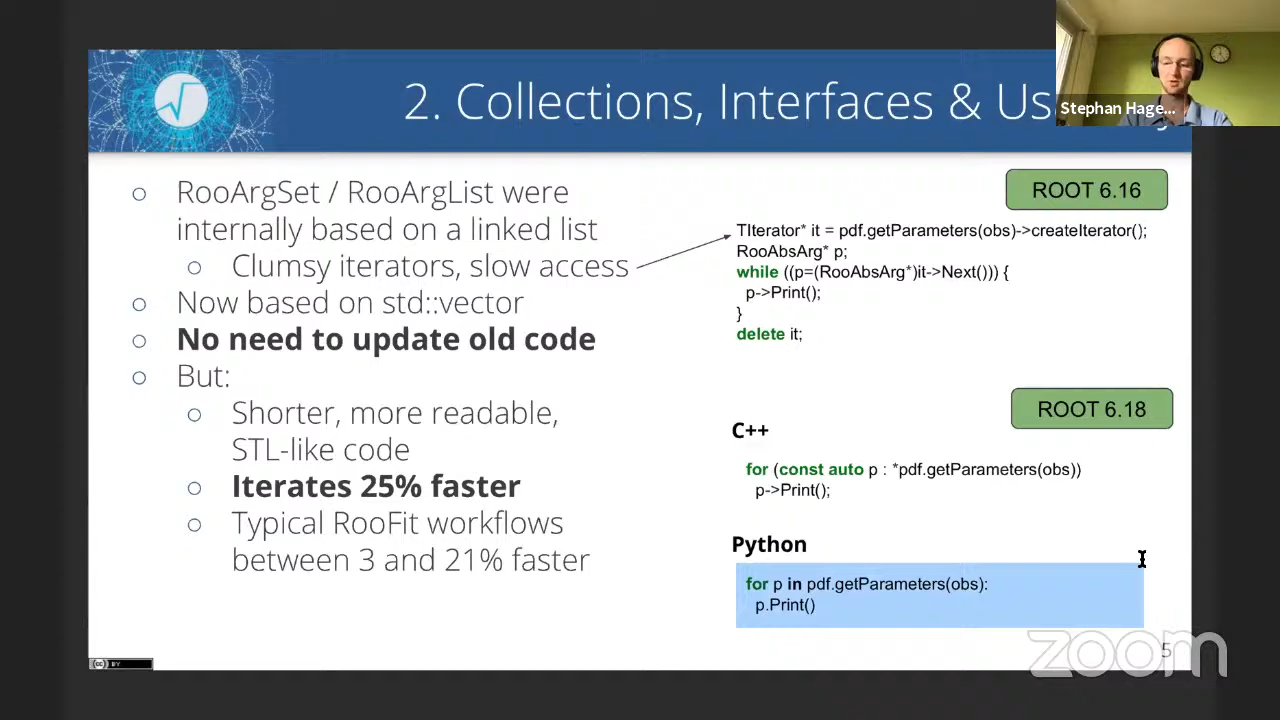 2. Collections, Interfaces & Us
Stephan Hage...
RooArgSet / RooArgList were
internally based on a linked list
Clumsy iterators, slow access
Now based on std::vector
No need to update old code
But:
Shorter, more readable,
STL-like code
Iterates 25% faster
Typical RooFit workflows
between 3 and 21% faster
ROOT 6.16
TIterator* it = pdf.getParameters(obs)->createIterator();
RooAbsArg* p;
while ((p=(RooAbsArg*)it->Next())) {
p->Print();
}
delete it;
ROOT 6.18
C++
for (const auto p : *pdf.getParameters(obs))
p->Print();
Python
for p in pdf.getParameters(obs):
p.Print()
zoom
5
CC BY